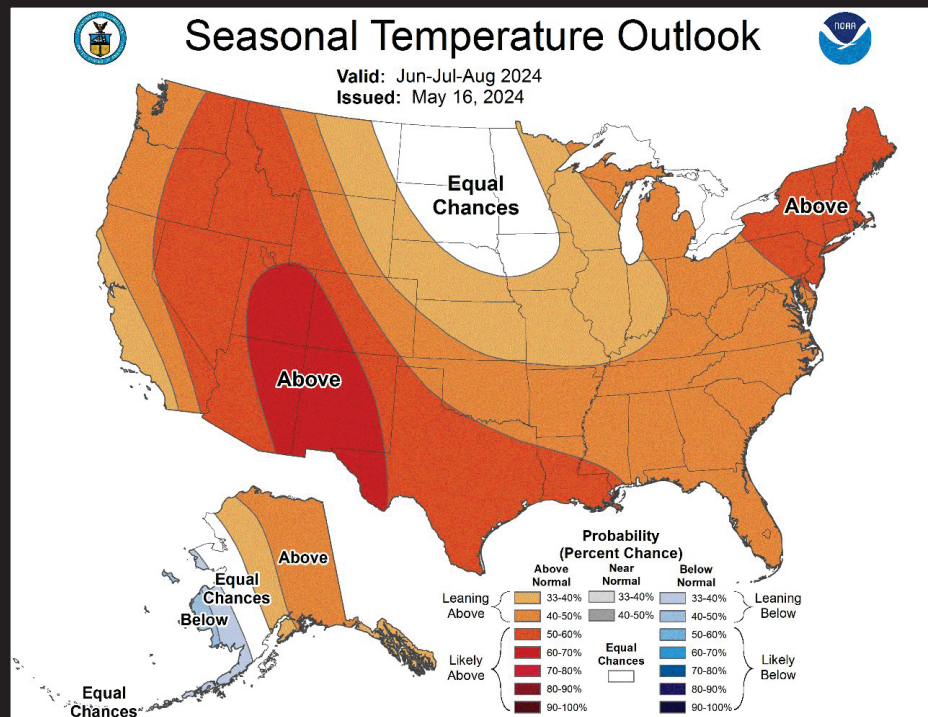 NOAA
Seasonal Temperature Outlook
Valid: Jun-Jul-Aug 2024
Issued: May 16, 2024
Equal
Chances
Above
Above
Above
Equal
Chances
Below
Equal
Chances
Probability
(Percent Chance)
Above
Normal
Near
Normal
Below
Normal
Leaning
Above
33-40%
33-40%
33-40%
Leaning
Below
40-50%
40-50%
40-50%
Likely
Above
50-60%
Equal
Chances
50-60%
Likely
Below
60-70%
60-70%
70-80%
70-80%
80-90%
80-90%
90-100%
90-100%